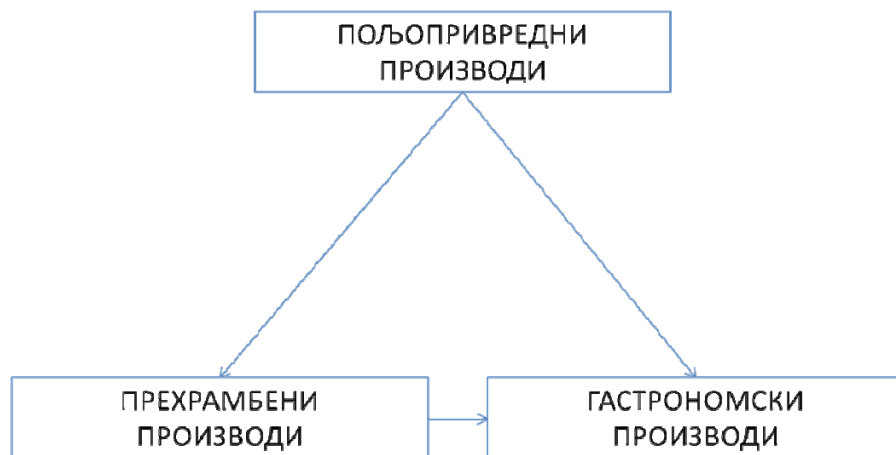 ПОЉОПРИВРЕДНИ
ПРОИЗВОДИ
ПРЕХРАМБЕНИ
ПРОИЗВОДИ
ГАСТРОНОМСКИ
ПРОИЗВОДИ